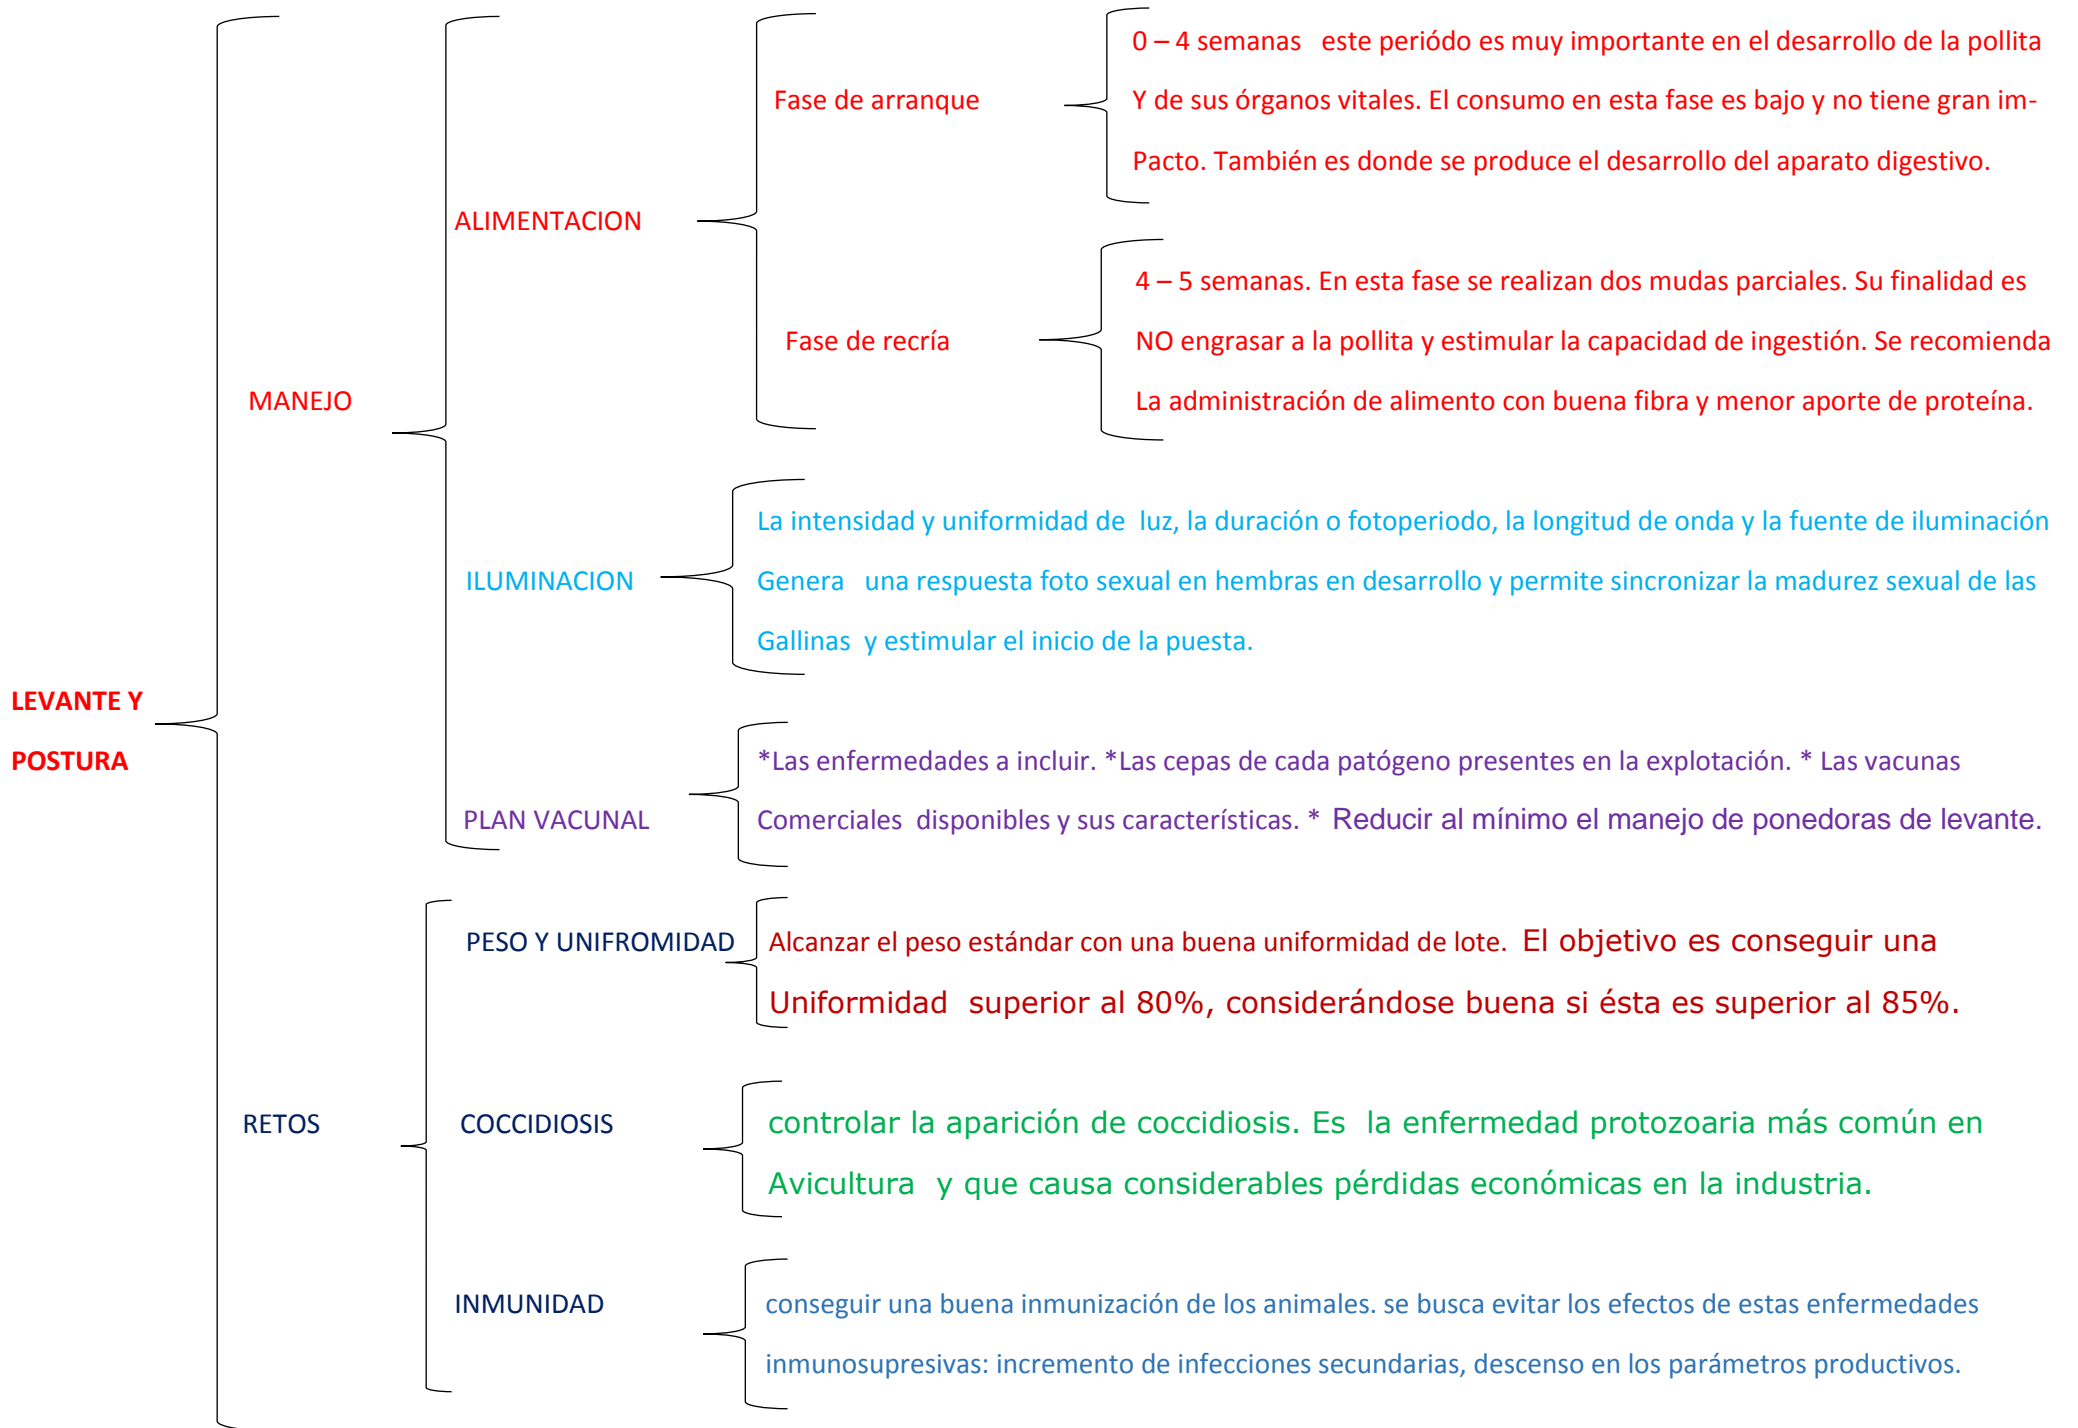 0 – 4 semanas   este periódo es muy importante en el desarrollo de la pollita
Fase de arranque
Y de sus órganos vitales. El consumo en esta fase es bajo y no tiene gran im-
Pacto. También es donde se produce el desarrollo del aparato digestivo.
ALIMENTACION
4 – 5 semanas. En esta fase se realizan dos mudas parciales. Su finalidad es
Fase de recría
NO engrasar a la pollita y estimular la capacidad de ingestión. Se recomienda
MANEJO
La administración de alimento con buena fibra y menor aporte de proteína.
La intensidad y uniformidad de  luz, la duración o fotoperiodo, la longitud de onda y la fuente de iluminación
ILUMINACION
Genera   una respuesta foto sexual en hembras en desarrollo y permite sincronizar la madurez sexual de las
Gallinas  y estimular el inicio de la puesta.
LEVANTE Y
POSTURA
*Las enfermedades a incluir. *Las cepas de cada patógeno presentes en la explotación. * Las vacunas
PLAN VACUNAL
Comerciales  disponibles y sus características. * Reducir al mínimo el manejo de ponedoras de levante.
PESO Y UNIFROMIDAD
Alcanzar el peso estándar con una buena uniformidad de lote.  El objetivo es conseguir una
Uniformidad  superior al 80%, considerándose buena si ésta es superior al 85%.
RETOS
COCCIDIOSIS
controlar la aparición de coccidiosis. Es  la enfermedad protozoaria más común en
Avicultura  y que causa considerables pérdidas económicas en la industria.
INMUNIDAD
conseguir una buena inmunización de los animales. se busca evitar los efectos de estas enfermedades
inmunosupresivas: incremento de infecciones secundarias, descenso en los parámetros productivos.